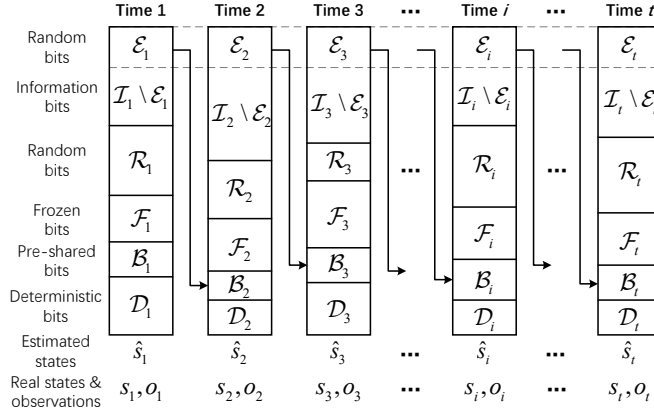 Time 1 Time 2 Time 3 ... Time i ... Time t
Random bits ℰ₁ ℰ₂ ℰ₃ ℰᵢ ℰₜ
Information bits ℐ₁ \ ℰ₁ ℐ₂ \ ℰ₂ ℐ₃ \ ℰ₃ ℐᵢ \ ℰᵢ ℐₜ \ ℰ
Random bits ℛ₁ ℛ₂ ℛ₃ ... ℛᵢ ... ℛₜ
Frozen bits ℱ₁ ℱ₂ ℱ₃ ℱᵢ ℱₜ
Pre-shared bits ℬ₁ ℬ₂ ℬ₃ ℬᵢ ℬₜ
Deterministic bits 𝒟₁ 𝒟₂ 𝒟₃ 𝒟ᵢ 𝒟ₜ
Estimated states ŝ₁ ŝ₂ ŝ₃ ... ŝᵢ ... ŝₜ
Real states & observations s₁,o₁ s₂,o₂ s₃,o₃ ... sᵢ,oᵢ ... sₜ,oₜ